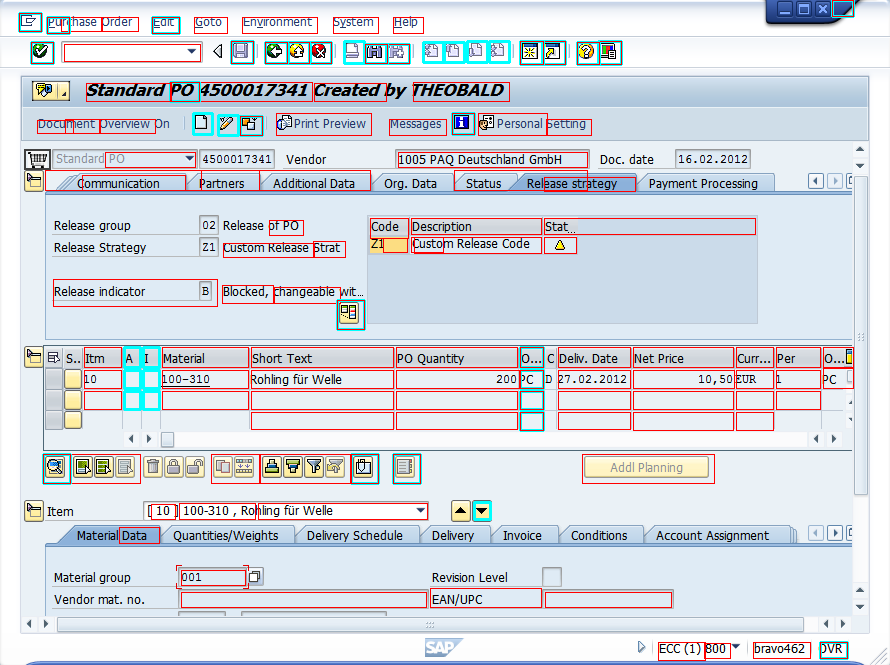 Purchase Order Edit Goto Environment System Help
Standard PO 4500017341 Created by THEOBALD
Document Overview On Print Preview Messages Personal Setting
Standard PO 4500017341 Vendor 1005 PAQ Deutschland GmbH Doc. date 16.02.2012
Communication Partners Additional Data Org. Data Status Release strategy Payment Processing
Release group 02 Release of PO Code Description Stat...
Release Strategy Z1 Custom Release Strat Z1 Custom Release Code
Release indicator B Blocked, changeable wit...
S.. Itm A I Material Short Text PO Quantity O... C Deliv. Date Net Price Curr... Per O...
10 100-310 Rohling für Welle 200 PC D 27.02.2012 10,50 EUR 1 PC
Addl Planning
Item [ 10 ] 100-310 , Rohling für Welle
Material Data Quantities/Weights Delivery Schedule Delivery Invoice Conditions Account Assignment
Material group 001 Revision Level
Vendor mat. no. EAN/UPC
SAP ECC (1) 800 bravo462 OVR